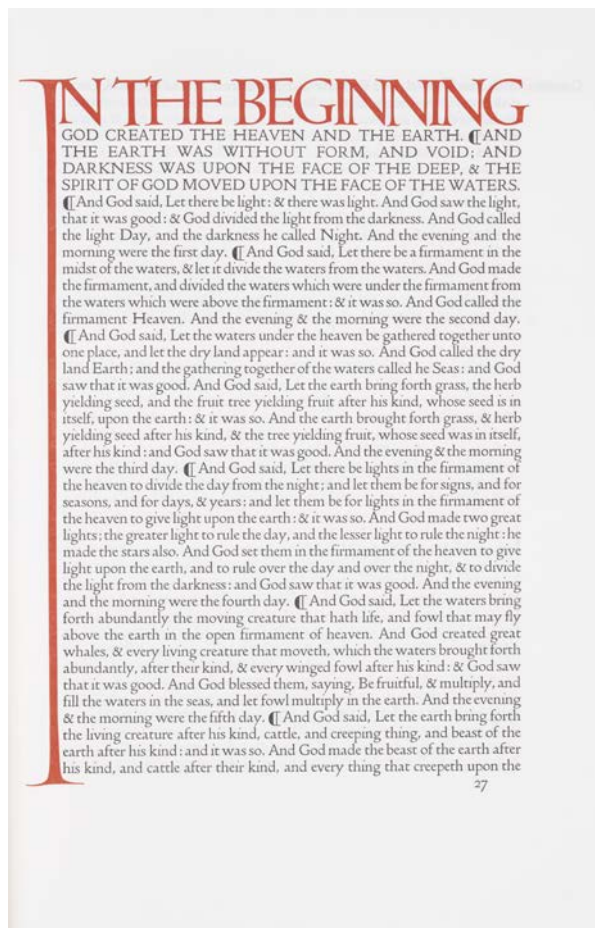 IN THE BEGINNING
GOD CREATED THE HEAVEN AND THE EARTH. ⁋AND
THE EARTH WAS WITHOUT FORM, AND VOID; AND
DARKNESS WAS UPON THE FACE OF THE DEEP, & THE
SPIRIT OF GOD MOVED UPON THE FACE OF THE WATERS.
⁋And God said, Let there be light: & there was light. And God saw the light,
that it was good: & God divided the light from the darkness. And God called
the light Day, and the darkness he called Night. And the evening and the
morning were the first day. ⁋And God said, Let there be a firmament in the
midst of the waters, & let it divide the waters from the waters. And God made
the firmament, and divided the waters which were under the firmament from
the waters which were above the firmament: & it was so. And God called the
firmament Heaven. And the evening & the morning were the second day.
⁋And God said, Let the waters under the heaven be gathered together unto
one place, and let the dry land appear: and it was so. And God called the dry
land Earth; and the gathering together of the waters called he Seas: and God
saw that it was good. And God said, Let the earth bring forth grass, the herb
yielding seed, and the fruit tree yielding fruit after his kind, whose seed is in
itself, upon the earth: & it was so. And the earth brought forth grass, & herb
yielding seed after his kind, & the tree yielding fruit, whose seed was in itself,
after his kind: and God saw that it was good. And the evening & the morning
were the third day. ⁋And God said, Let there be lights in the firmament of
the heaven to divide the day from the night; and let them be for signs, and for
seasons, and for days, & years: and let them be for lights in the firmament of
the heaven to give light upon the earth: & it was so. And God made two great
lights; the greater light to rule the day, and the lesser light to rule the night: he
made the stars also. And God set them in the firmament of the heaven to give
light upon the earth, and to rule over the day and over the night, & to divide
the light from the darkness: and God saw that it was good. And the evening
and the morning were the fourth day. ⁋And God said, Let the waters bring
forth abundantly the moving creature that hath life, and fowl that may fly
above the earth in the open firmament of heaven. And God created great
whales, & every living creature that moveth, which the waters brought forth
abundantly, after their kind, & every winged fowl after his kind: & God saw
that it was good. And God blessed them, saying, Be fruitful, & multiply, and
fill the waters in the seas, and let fowl multiply in the earth. And the evening
& the morning were the fifth day. ⁋And God said, Let the earth bring forth
the living creature after his kind, cattle, and creeping thing, and beast of the
earth after his kind: and it was so. And God made the beast of the earth after
his kind, and cattle after their kind, and every thing that creepeth upon the
27